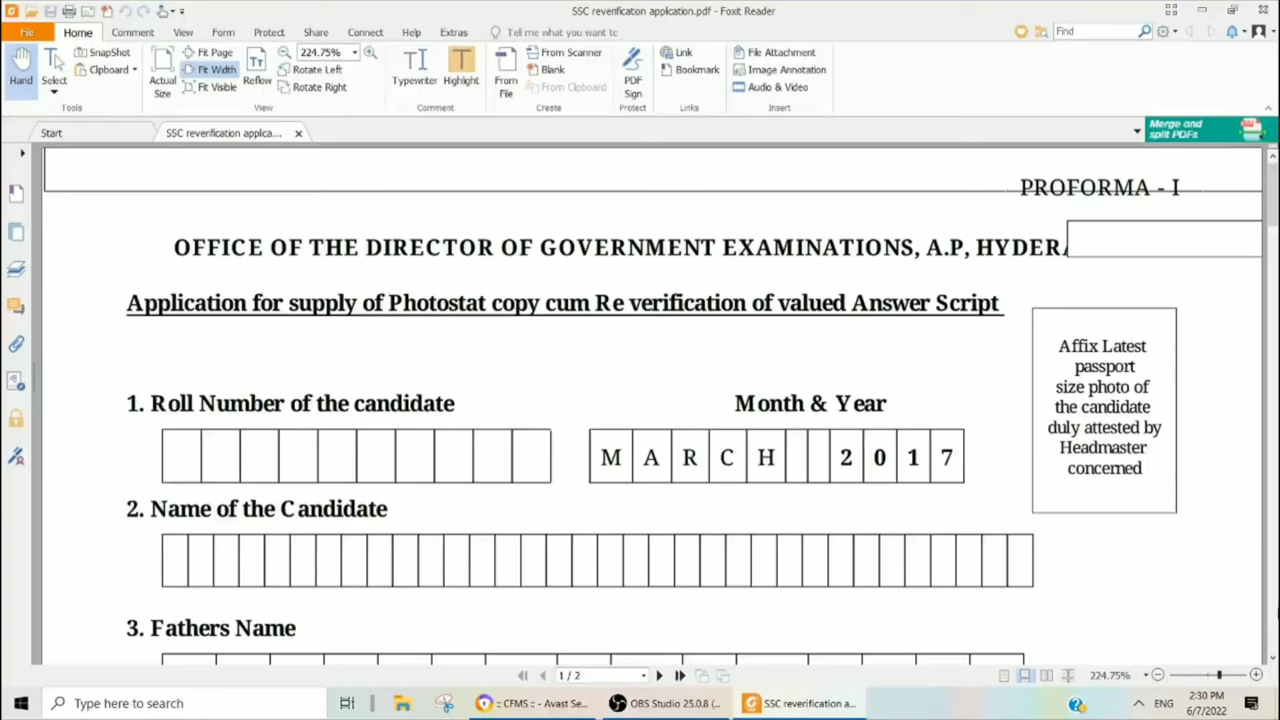 SSC reverification application.pdf - Foxit Reader
File Home Comment View Form Protect Share Connect Help Extras Tell me what you want to Find
Hand
Select
SnapShot
Clipboard
Tools
Actual Size
Fit Page
Fit Width
Fit Visible
Reflow
224.75%
Rotate Left
Rotate Right
View
Typewriter
Highlight
Comment
From File
From Scanner
Blank
From Clipboard
Create
PDF Sign
Protect
Link
Bookmark
Links
File Attachment
Image Annotation
Audio & Video
Insert
Start
SSC reverification applica...
Merge and
split PDFs
PROFORMA - I
OFFICE OF THE DIRECTOR OF GOVERNMENT EXAMINATIONS, A.P, HYDERA
Application for supply of Photostat copy cum Re verification of valued Answer Script
Affix Latest
passport
size photo of
the candidate
duly attested by
Headmaster
concerned
1. Roll Number of the candidate Month & Year
M A R C H 2 0 1 7
2. Name of the Candidate
3. Fathers Name
1 / 2
224.75%
Type here to search
:: CFMS :: - Avast Se...
OBS Studio 25.0.8 (...
SSC reverification a...
ENG
2:30 PM
6/7/2022